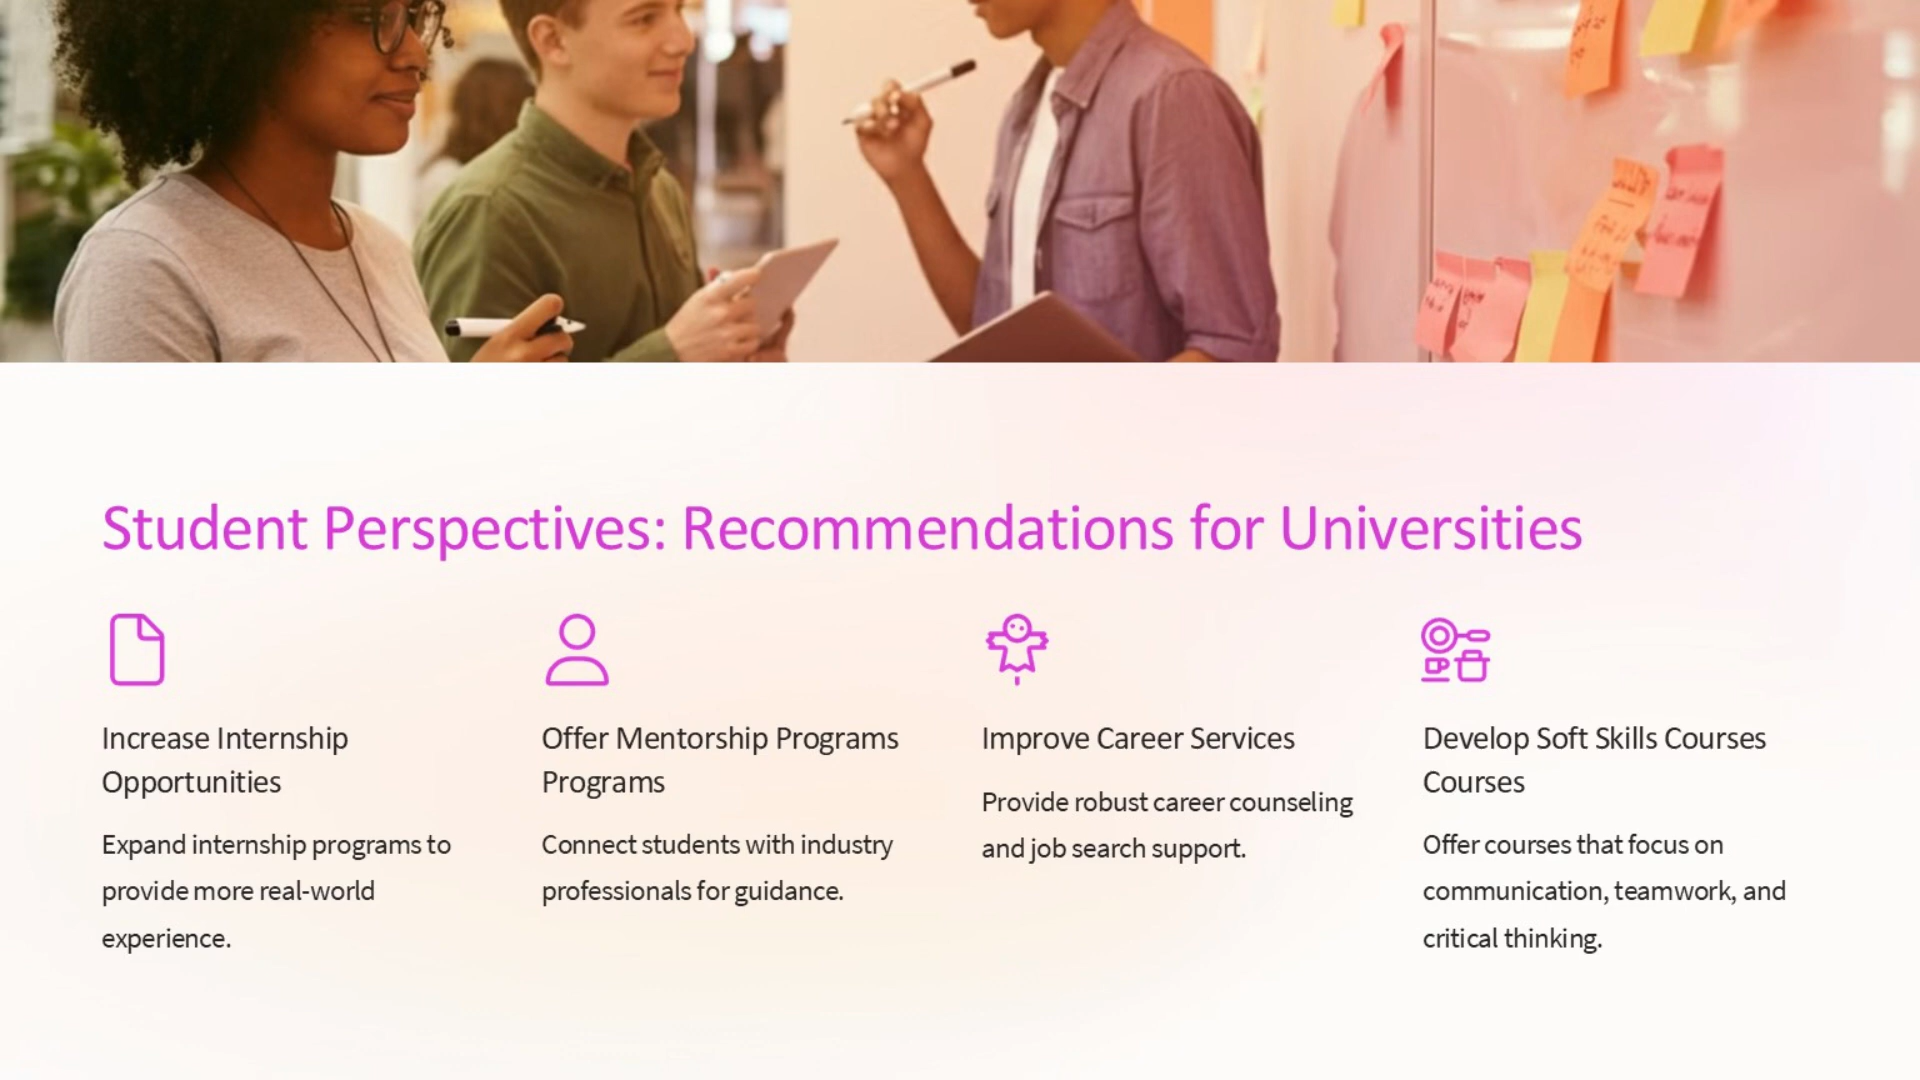 Student Perspectives: Recommendations for Universities
Increase Internship
Opportunities
Expand internship programs to
provide more real-world
experience.
Offer Mentorship Programs
Programs
Connect students with industry
professionals for guidance.
Improve Career Services
Provide robust career counseling
and job search support.
Develop Soft Skills Courses
Courses
Offer courses that focus on
communication, teamwork, and
critical thinking.